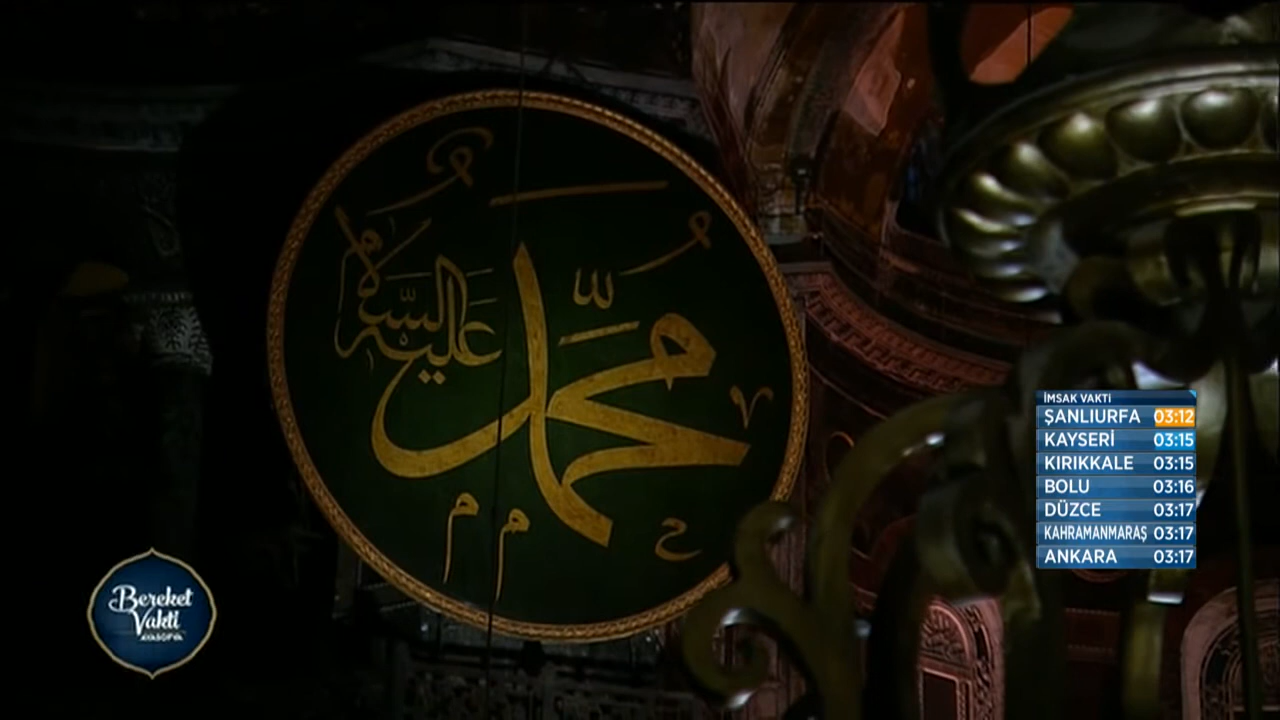 محمد
عليه السلام
İMSAK VAKTİ
ŞANLIURFA 03:12
KAYSERİ 03:15
KIRIKKALE 03:15
BOLU 03:16
DÜZCE 03:17
KAHRAMANMARAŞ 03:17
ANKARA 03:17
Bereket
Vakti
AYASOFYA